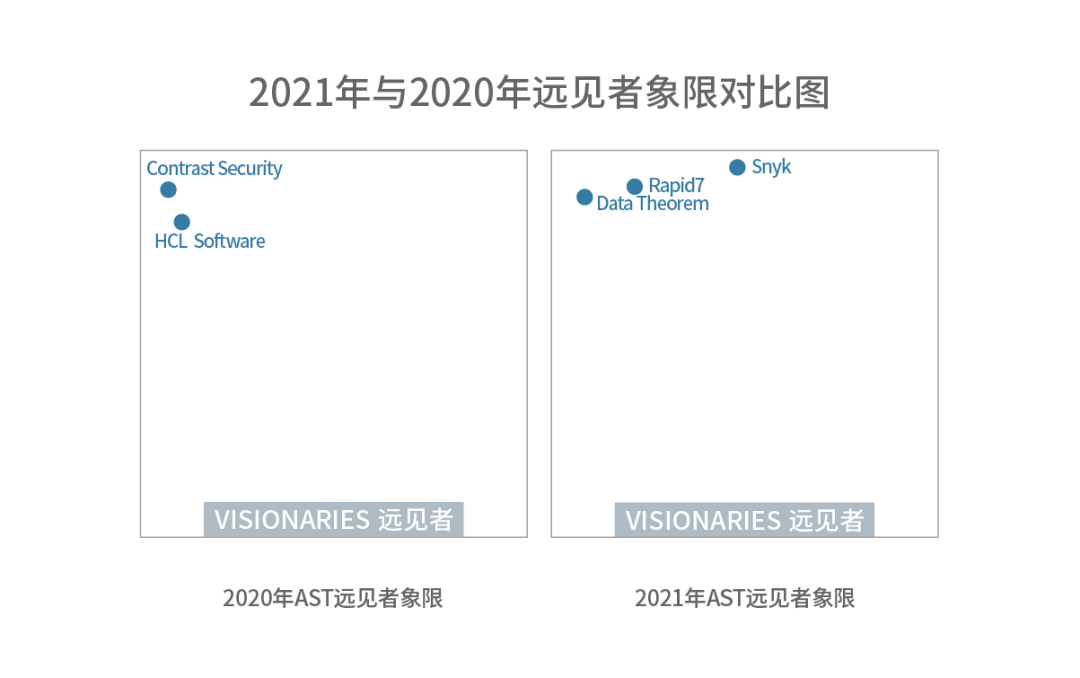 2021年与2020年远见者象限对比图
Contrast Security
HCL Software
VISIONARIES 远见者
2020年AST远见者象限
Snyk
Rapid7
Data Theorem
VISIONARIES 远见者
2021年AST远见者象限